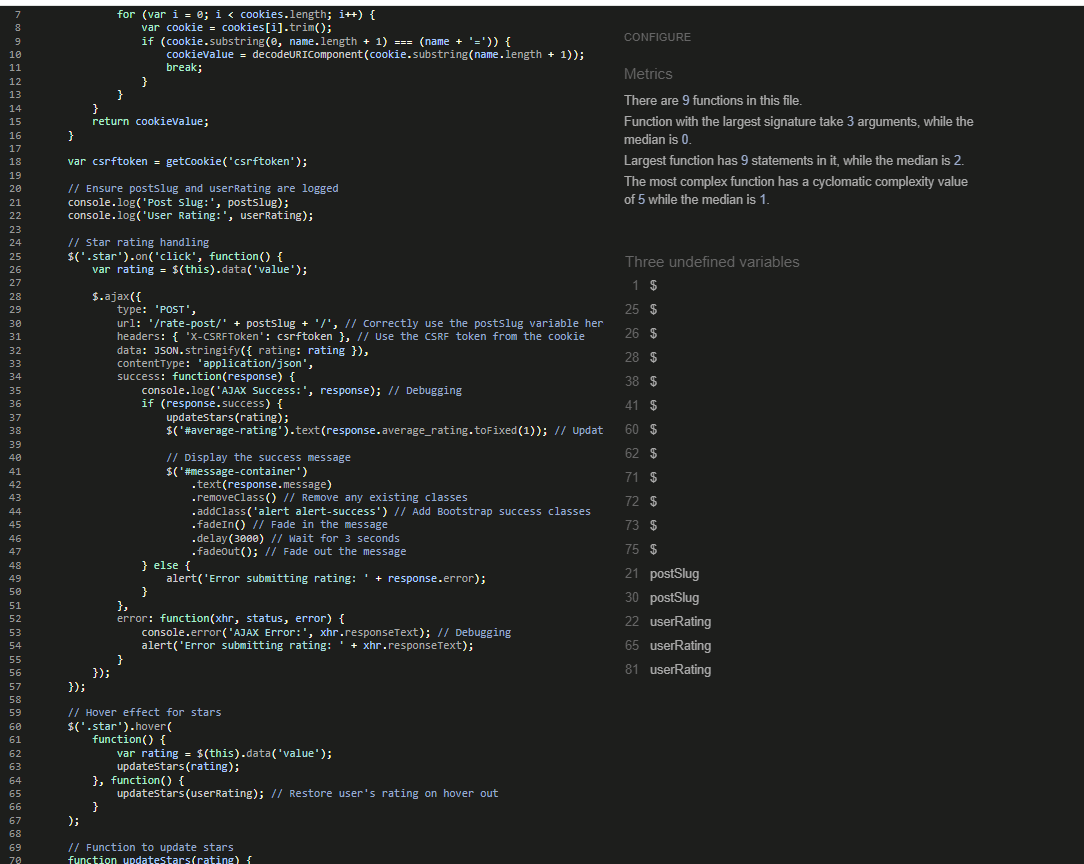 7 for (var i = 0; i < cookies.length; i++) {
8 var cookie = cookies[i].trim();
9 if (cookie.substring(0, name.length + 1) === (name + '=')) {
10 cookieValue = decodeURIComponent(cookie.substring(name.length + 1));
11 break;
12 }
13 }
14 }
15 return cookieValue;
16 }
17
18 var csrftoken = getCookie('csrftoken');
19
20 // Ensure postSlug and userRating are logged
21 console.log('Post Slug:', postSlug);
22 console.log('User Rating:', userRating);
23
24 // Star rating handling
25 $('.star').on('click', function() {
26 var rating = $(this).data('value');
27
28 $.ajax({
29 type: 'POST',
30 url: '/rate-post/' + postSlug + '/', // Correctly use the postSlug variable her
31 headers: { 'X-CSRFToken': csrftoken }, // Use the CSRF token from the cookie
32 data: JSON.stringify({ rating: rating }),
33 contentType: 'application/json',
34 success: function(response) {
35 console.log('AJAX Success:', response); // Debugging
36 if (response.success) {
37 updateStars(rating);
38 $('#average-rating').text(response.average_rating.toFixed(1)); // Updat
39
40 // Display the success message
41 $('#message-container')
42 .text(response.message)
43 .removeClass() // Remove any existing classes
44 .addClass('alert alert-success') // Add Bootstrap success classes
45 .fadeIn() // Fade in the message
46 .delay(3000) // Wait for 3 seconds
47 .fadeOut(); // Fade out the message
48 } else {
49 alert('Error submitting rating: ' + response.error);
50 }
51 },
52 error: function(xhr, status, error) {
53 console.error('AJAX Error:', xhr.responseText); // Debugging
54 alert('Error submitting rating: ' + xhr.responseText);
55 }
56 });
57 });
58
59 // Hover effect for stars
60 $('.star').hover(
61 function() {
62 var rating = $(this).data('value');
63 updateStars(rating);
64 }, function() {
65 updateStars(userRating); // Restore user's rating on hover out
66 }
67 );
68
69 // Function to update stars
70 function updateStars(rating) {
CONFIGURE
Metrics
There are 9 functions in this file.
Function with the largest signature take 3 arguments, while the
median is 0.
Largest function has 9 statements in it, while the median is 2.
The most complex function has a cyclomatic complexity value
of 5 while the median is 1.
Three undefined variables
1 $
25 $
26 $
28 $
38 $
41 $
60 $
62 $
71 $
72 $
73 $
75 $
21 postSlug
30 postSlug
22 userRating
65 userRating
81 userRating